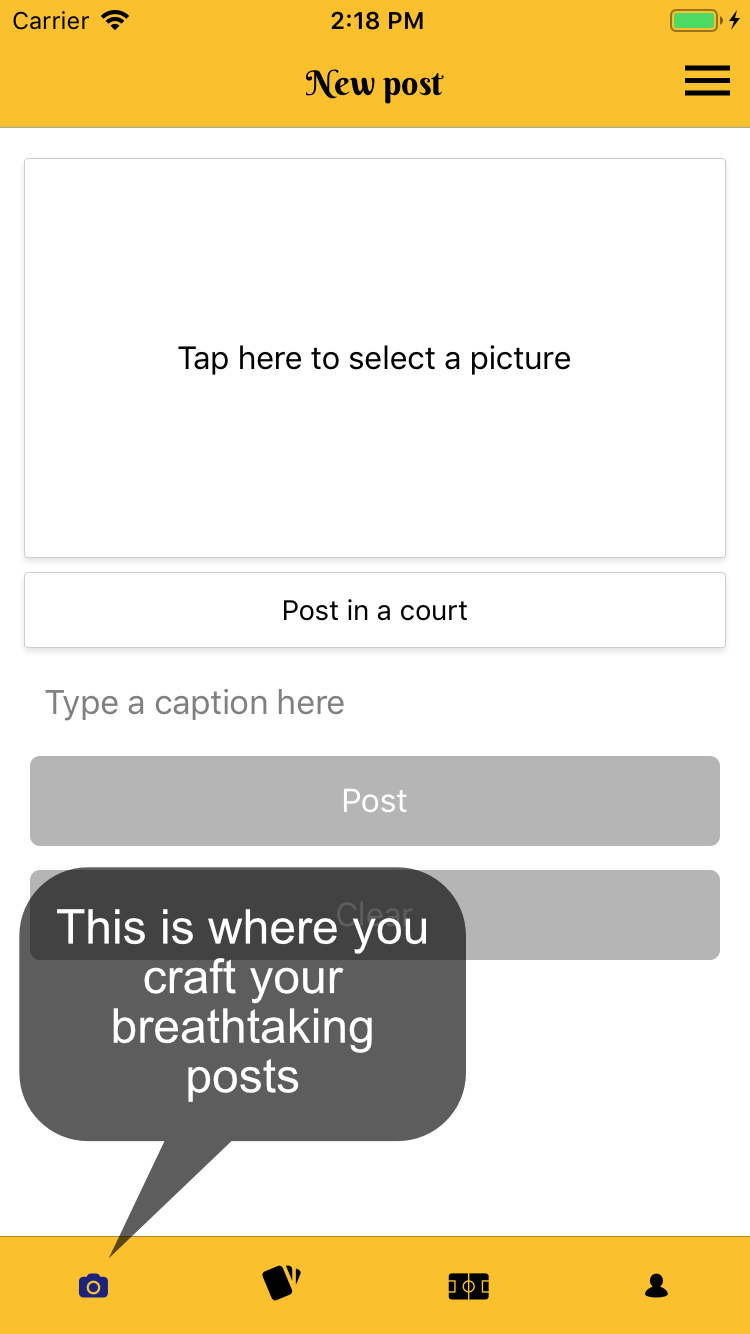 Carrier 2:18 PM
New post
Tap here to select a picture
Post in a court
Type a caption here
Post
Clear
This is where you
craft your
breathtaking
posts